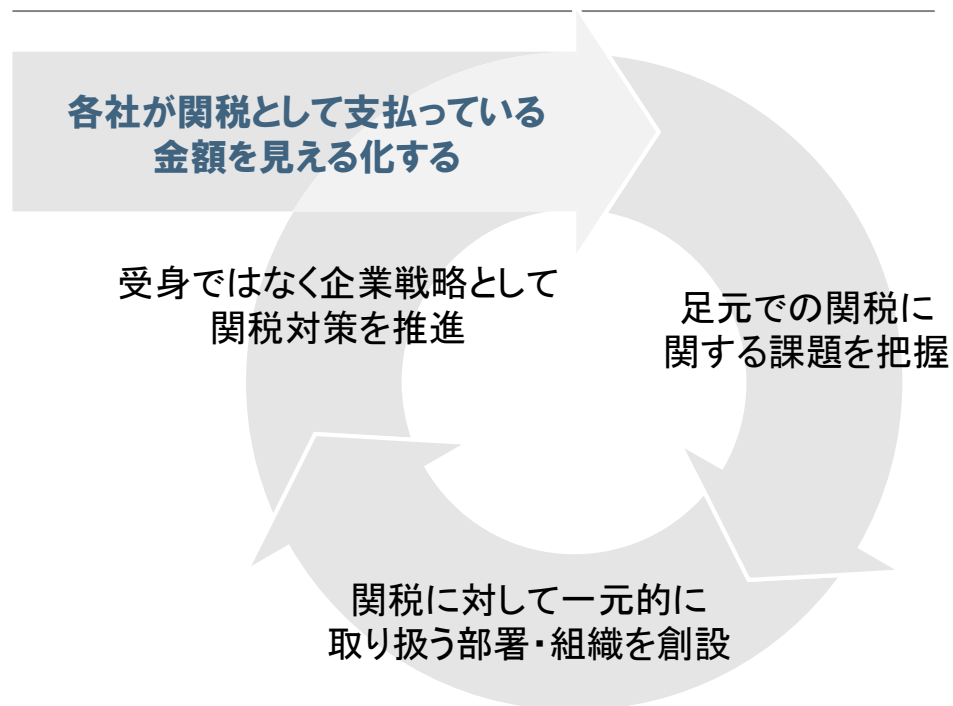 各社が関税として支払っている
金額を見える化する
足元での関税に
関する課題を把握
関税に対して一元的に
取り扱う部署・組織を創設
受身ではなく企業戦略として
関税対策を推進